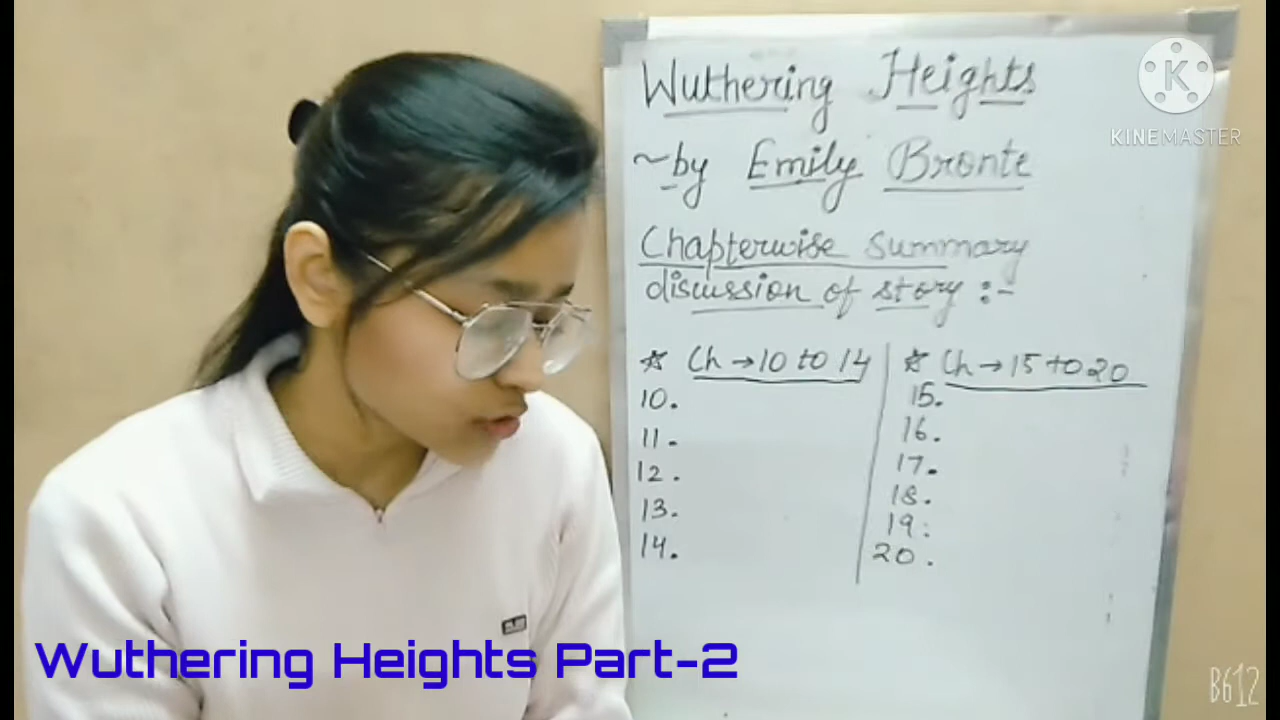 Wuthering Heights
~by Emily Bronte
Chapterwise summary
discussion of story :-
☆ Ch → 10 to 14
10.
11.
12.
13.
14.
☆ Ch → 15 to 20
15.
16.
17.
18.
19.
20.
K
KINEMASTER
Wuthering Heights Part-2
B612